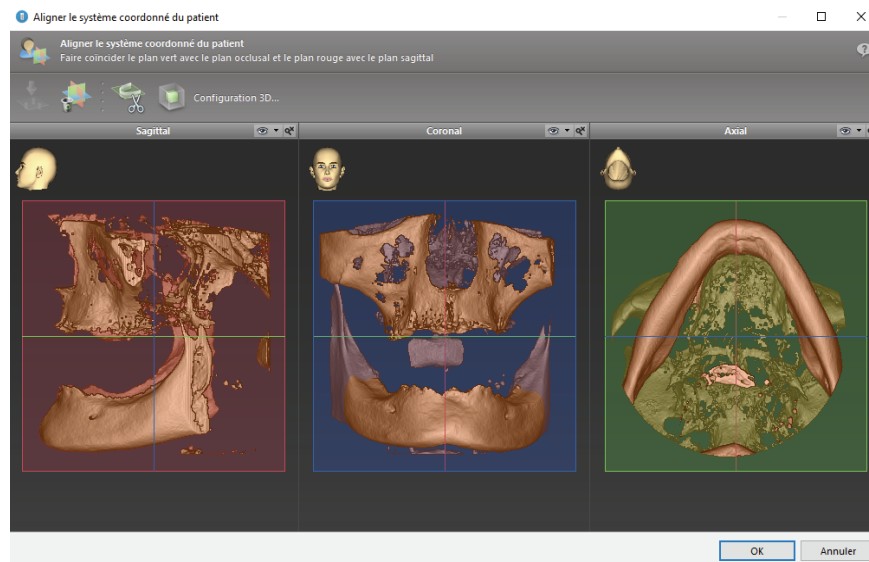 Aligner le système coordonné du patient
Aligner le système coordonné du patient
Faire coïncider le plan vert avec le plan occlusal et le plan rouge avec le plan sagittal
Configuration 3D...
Sagittal
Coronal
Axial
OK
Annuler